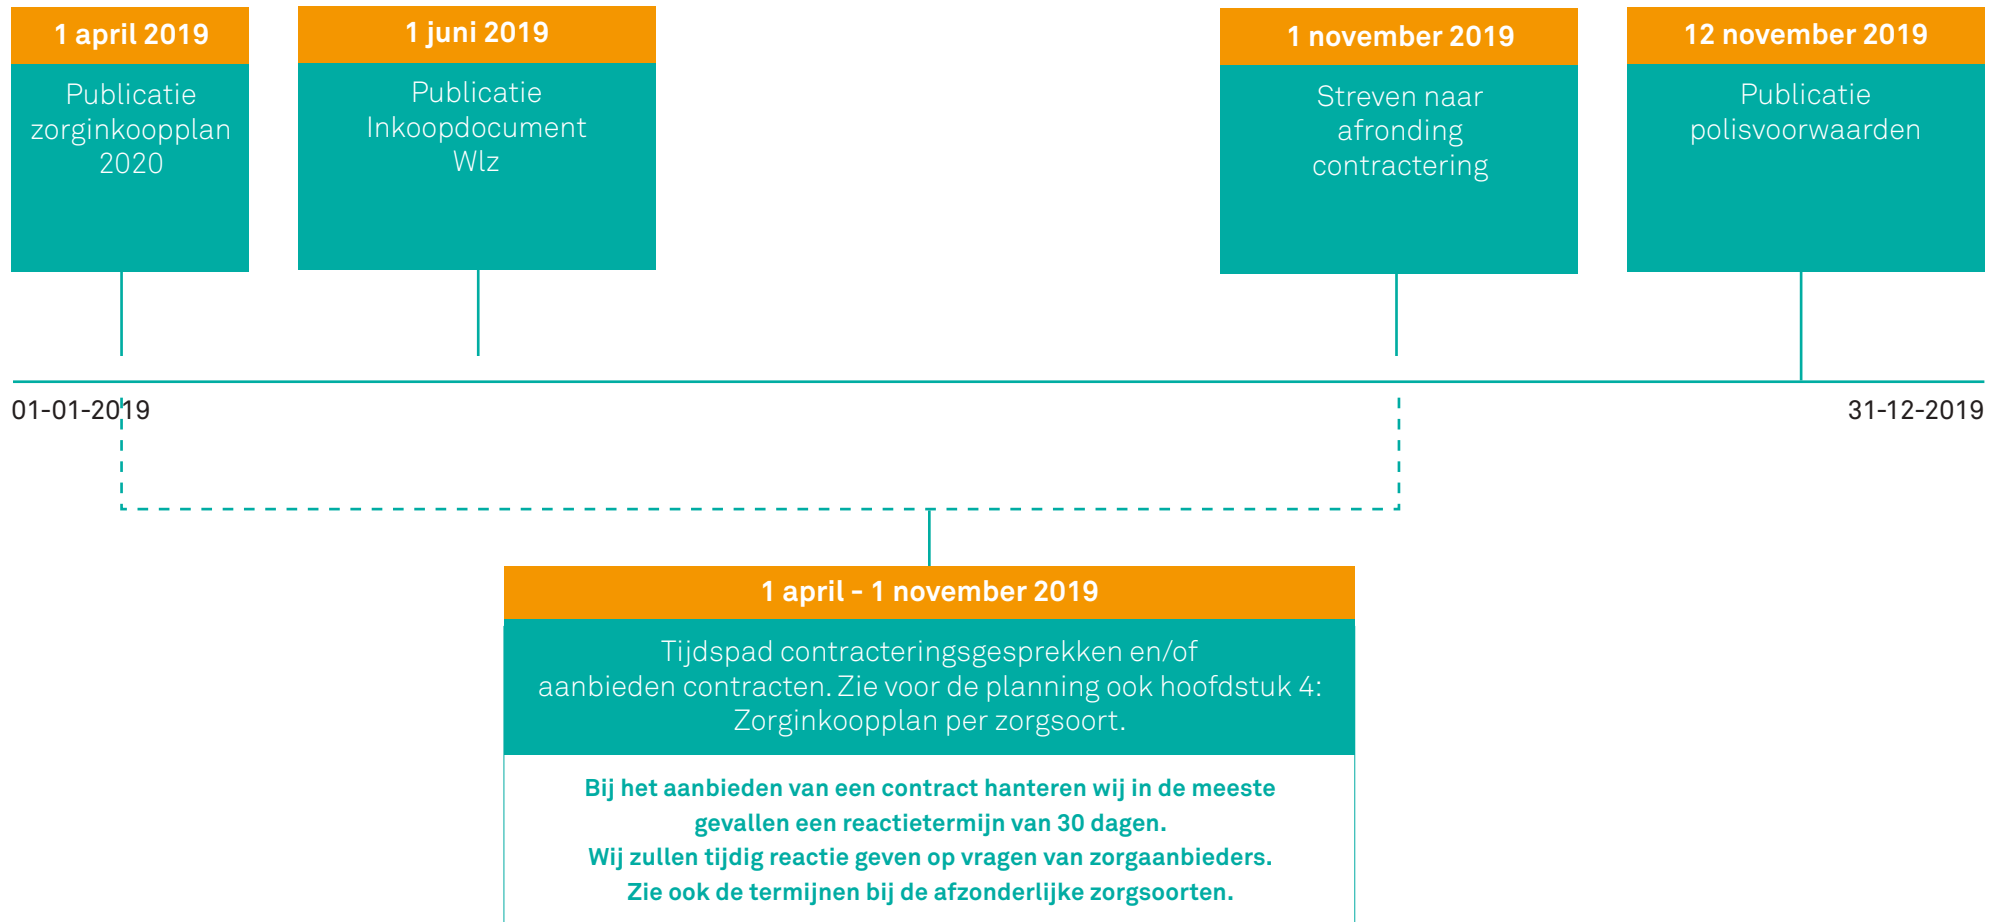 1 april 2019
Publicatie
zorginkoopplan
2020
1 juni 2019
Publicatie
Inkoopdocument
Wlz
1 november 2019
Streven naar
afronding
contractering
12 november 2019
Publicatie
polisvoorwaarden
01-01-2019
31-12-2019
1 april - 1 november 2019
Tijdspad contracteringsgesprekken en/of
aanbieden contracten. Zie voor de planning ook hoofdstuk 4:
Zorginkoopplan per zorgsoort.
Bij het aanbieden van een contract hanteren wij in de meeste
gevallen een reactietermijn van 30 dagen.
Wij zullen tijdig reactie geven op vragen van zorgaanbieders.
Zie ook de termijnen bij de afzonderlijke zorgsoorten.